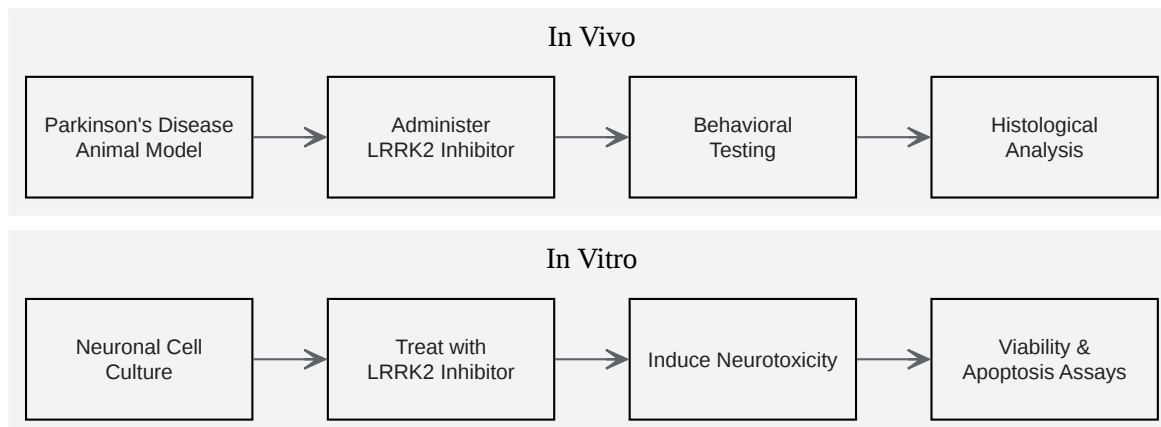 In Vivo
Parkinson's Disease
Animal Model
Administer
LRRK2 Inhibitor
Behavioral
Testing
Histological
Analysis
In Vitro
Neuronal Cell
Culture
Treat with
LRRK2 Inhibitor
Induce Neurotoxicity
Viability &
Apoptosis Assays